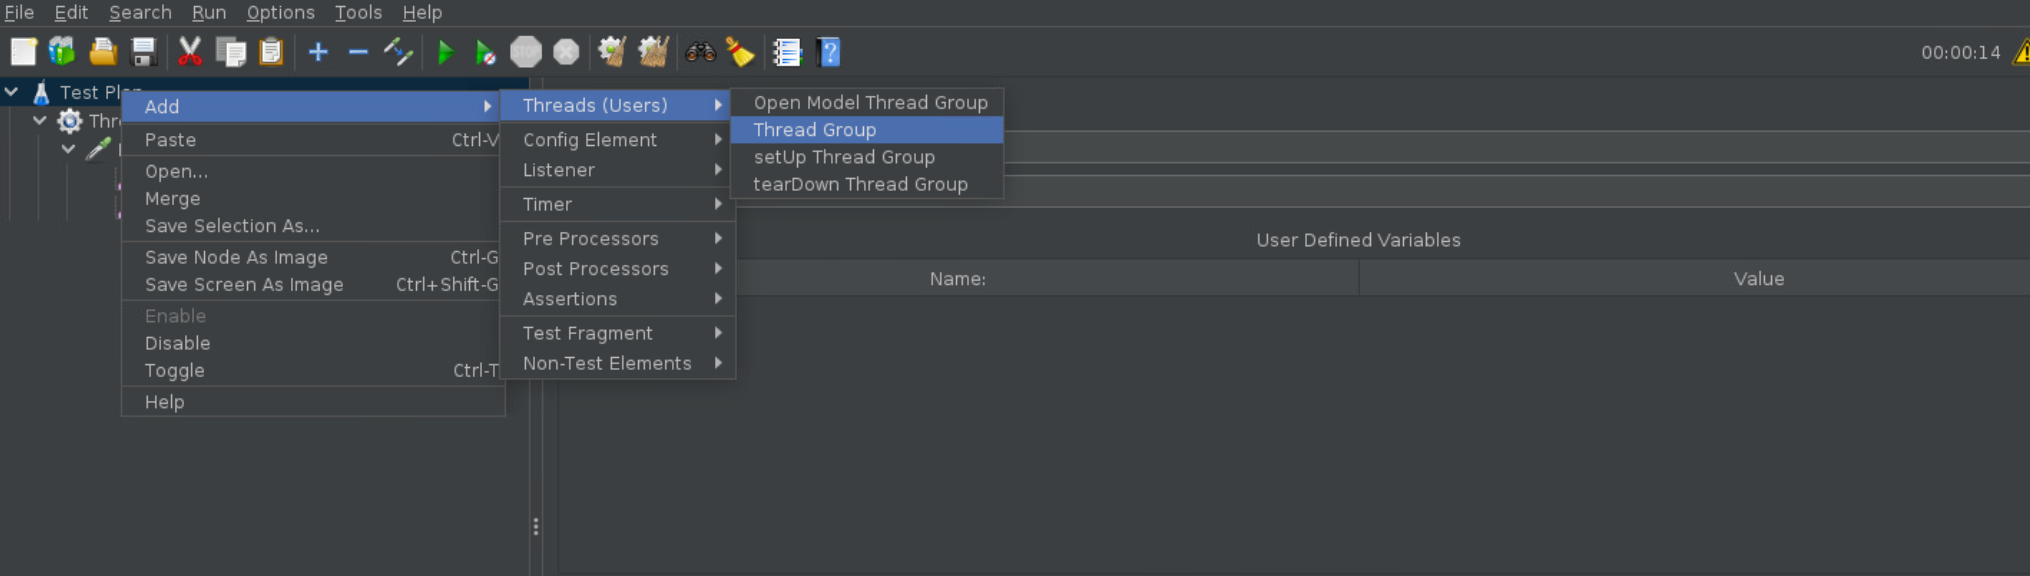 File Edit Search Run Options Tools Help
STOP 00:00:14
Test Plan
Add
Paste Ctrl-V
Open...
Merge
Save Selection As...
Save Node As Image Ctrl-G
Save Screen As Image Ctrl+Shift-G
Enable
Disable
Toggle Ctrl-T
Help
Thr
Threads (Users)
Config Element
Listener
Timer
Pre Processors
Post Processors
Assertions
Test Fragment
Non-Test Elements
Open Model Thread Group
Thread Group
setUp Thread Group
tearDown Thread Group
User Defined Variables
Name: Value